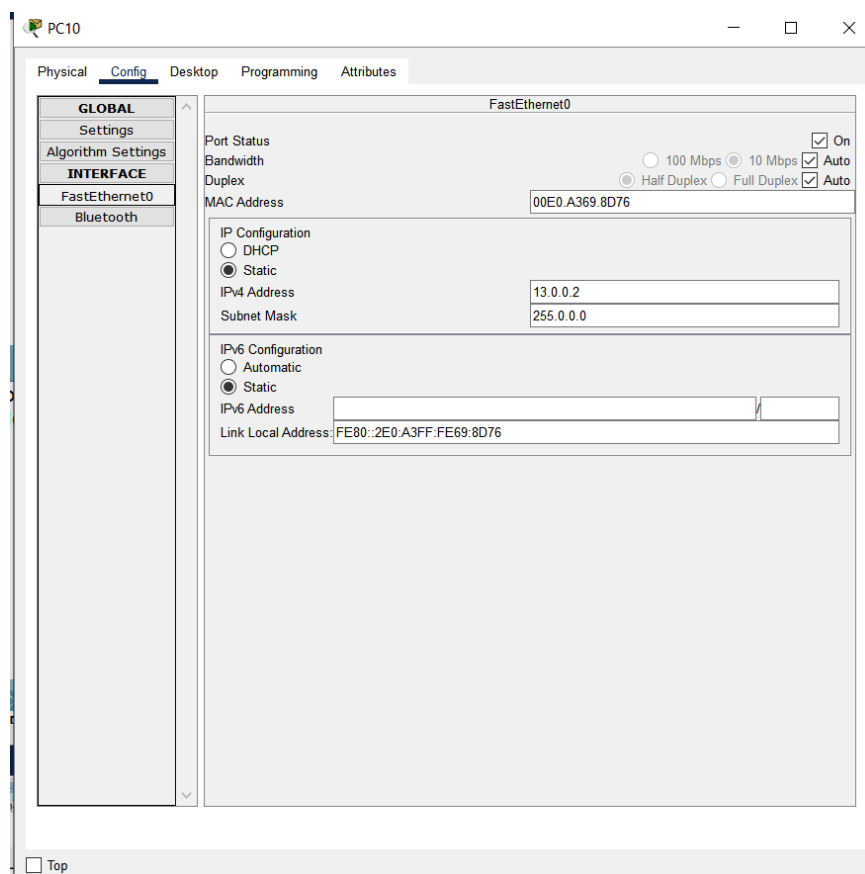 PC10
Physical Config Desktop Programming Attributes
GLOBAL
Settings
Algorithm Settings
INTERFACE
FastEthernet0
Bluetooth
FastEthernet0
Port Status On
Bandwidth 100 Mbps 10 Mbps Auto
Duplex Half Duplex Full Duplex Auto
MAC Address 00E0.A369.8D76
IP Configuration
DHCP
Static
IPv4 Address 13.0.0.2
Subnet Mask 255.0.0.0
IPv6 Configuration
Automatic
Static
IPv6 Address /
Link Local Address: FE80::2E0:A3FF:FE69:8D76
Top